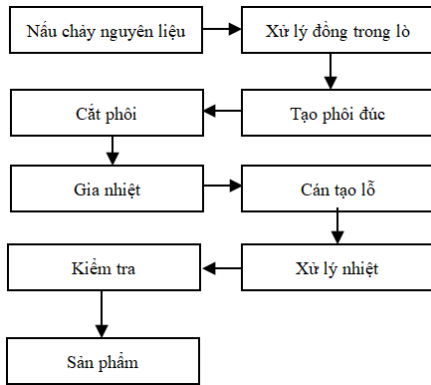 Nấu chảy nguyên liệu
Xử lý đồng trong lò
Tạo phôi đúc
Cắt phôi
Gia nhiệt
Cán tạo lỗ
Xử lý nhiệt
Kiểm tra
Sản phẩm